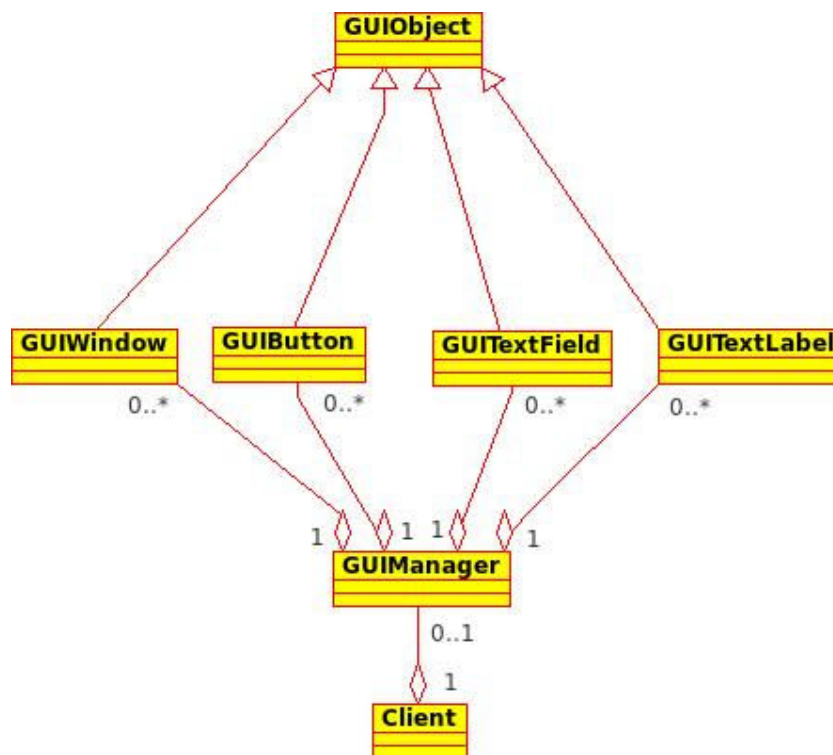 GUIObject
GUIWindow
GUIButton
GUITextField
GUITextLabel
0..*
0..*
0..*
0..*
1
1
1
1
GUIManager
0..1
1
Client